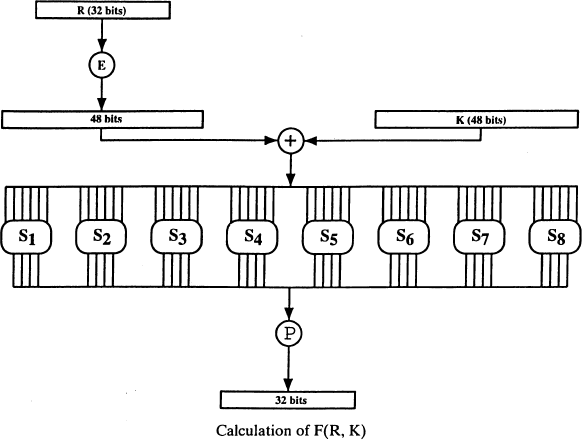 R (32 bits)
E
48 bits
K (48 bits)
+
S1 S2 S3 S4 S5 S6 S7 S8
P
32 bits
Calculation of F(R, K)